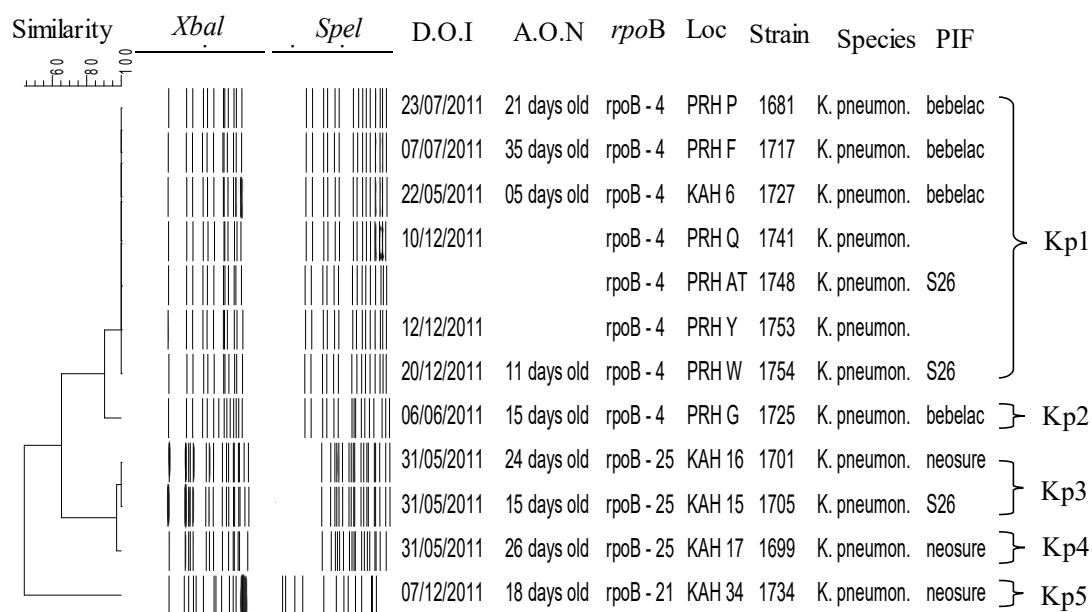 Similarity XbaI SpeI D.O.I A.O.N rpoB Loc Strain Species PIF
60 80 100
23/07/2011 21 days old rpoB - 4 PRH P 1681 K. pneumon. bebelac
07/07/2011 35 days old rpoB - 4 PRH F 1717 K. pneumon. bebelac
22/05/2011 05 days old rpoB - 4 KAH 6 1727 K. pneumon. bebelac
10/12/2011 rpoB - 4 PRH Q 1741 K. pneumon.
Kp1
rpoB - 4 PRH AT 1748 K. pneumon. S26
12/12/2011 rpoB - 4 PRH Y 1753 K. pneumon.
20/12/2011 11 days old rpoB - 4 PRH W 1754 K. pneumon. S26
06/06/2011 15 days old rpoB - 4 PRH G 1725 K. pneumon. bebelac Kp2
31/05/2011 24 days old rpoB - 25 KAH 16 1701 K. pneumon. neosure
Kp3
31/05/2011 15 days old rpoB - 25 KAH 15 1705 K. pneumon. S26
31/05/2011 26 days old rpoB - 25 KAH 17 1699 K. pneumon. neosure Kp4
07/12/2011 18 days old rpoB - 21 KAH 34 1734 K. pneumon. neosure Kp5